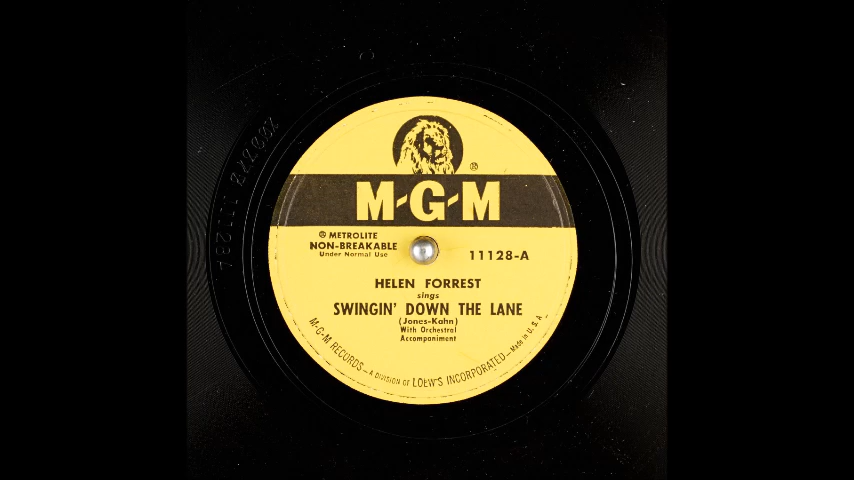 ®
M-G-M
® METROLITE
NON-BREAKABLE
Under Normal Use
11128-A
HELEN FORREST
sings
SWINGIN' DOWN THE LANE
(Jones-Kahn)
With Orchestral
Accompaniment
M-G-M RECORDS—A DIVISION OF LOEW'S INCORPORATED—Made in U.S.A